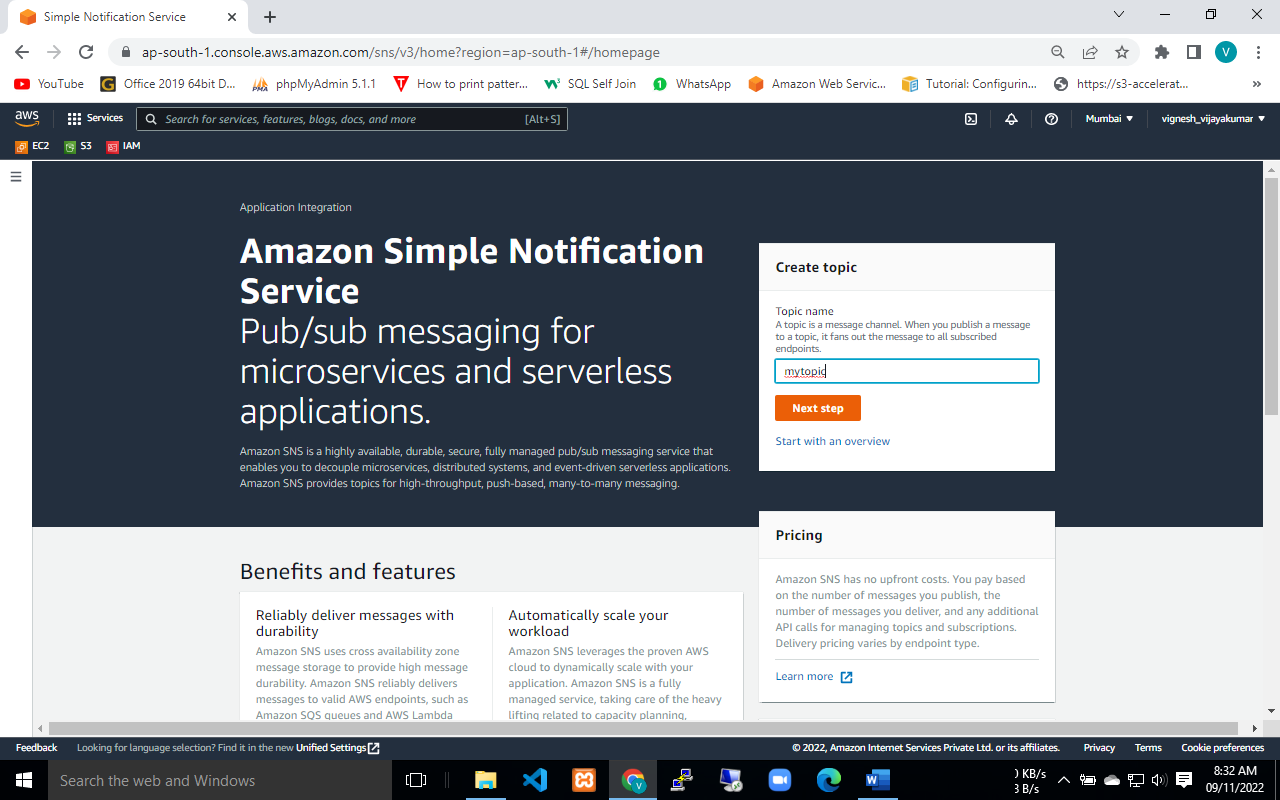 Simple Notification Service
ap-south-1.console.aws.amazon.com/sns/v3/home?region=ap-south-1#/homepage
V
YouTube
Office 2019 64bit D...
phpMyAdmin 5.1.1
How to print patter...
SQL Self Join
WhatsApp
Amazon Web Servic...
Tutorial: Configurin...
https://s3-accelerat...
»
aws
Services
Search for services, features, blogs, docs, and more
[Alt+S]
Mumbai
vignesh_vijayakumar
EC2
S3
IAM
Application Integration
Amazon Simple Notification
Service
Pub/sub messaging for
microservices and serverless
applications.
Amazon SNS is a highly available, durable, secure, fully managed pub/sub messaging service that
enables you to decouple microservices, distributed systems, and event-driven serverless applications.
Amazon SNS provides topics for high-throughput, push-based, many-to-many messaging.
Create topic
Topic name
A topic is a message channel. When you publish a message
to a topic, it fans out the message to all subscribed
endpoints.
mytopic
Next step
Start with an overview
Pricing
Amazon SNS has no upfront costs. You pay based
on the number of messages you publish, the
number of messages you deliver, and any additional
API calls for managing topics and subscriptions.
Delivery pricing varies by endpoint type.
Learn more
Benefits and features
Reliably deliver messages with
durability
Amazon SNS uses cross availability zone
message storage to provide high message
durability. Amazon SNS reliably delivers
messages to valid AWS endpoints, such as
Amazon SQS queues and AWS Lambda
Automatically scale your
workload
Amazon SNS leverages the proven AWS
cloud to dynamically scale with your
application. Amazon SNS is a fully
managed service, taking care of the heavy
lifting related to capacity planning,
Feedback
Looking for language selection? Find it in the new Unified Settings
© 2022, Amazon Internet Services Private Ltd. or its affiliates.
Privacy
Terms
Cookie preferences
Search the web and Windows
KB/s
B/s
8:32 AM
09/11/2022